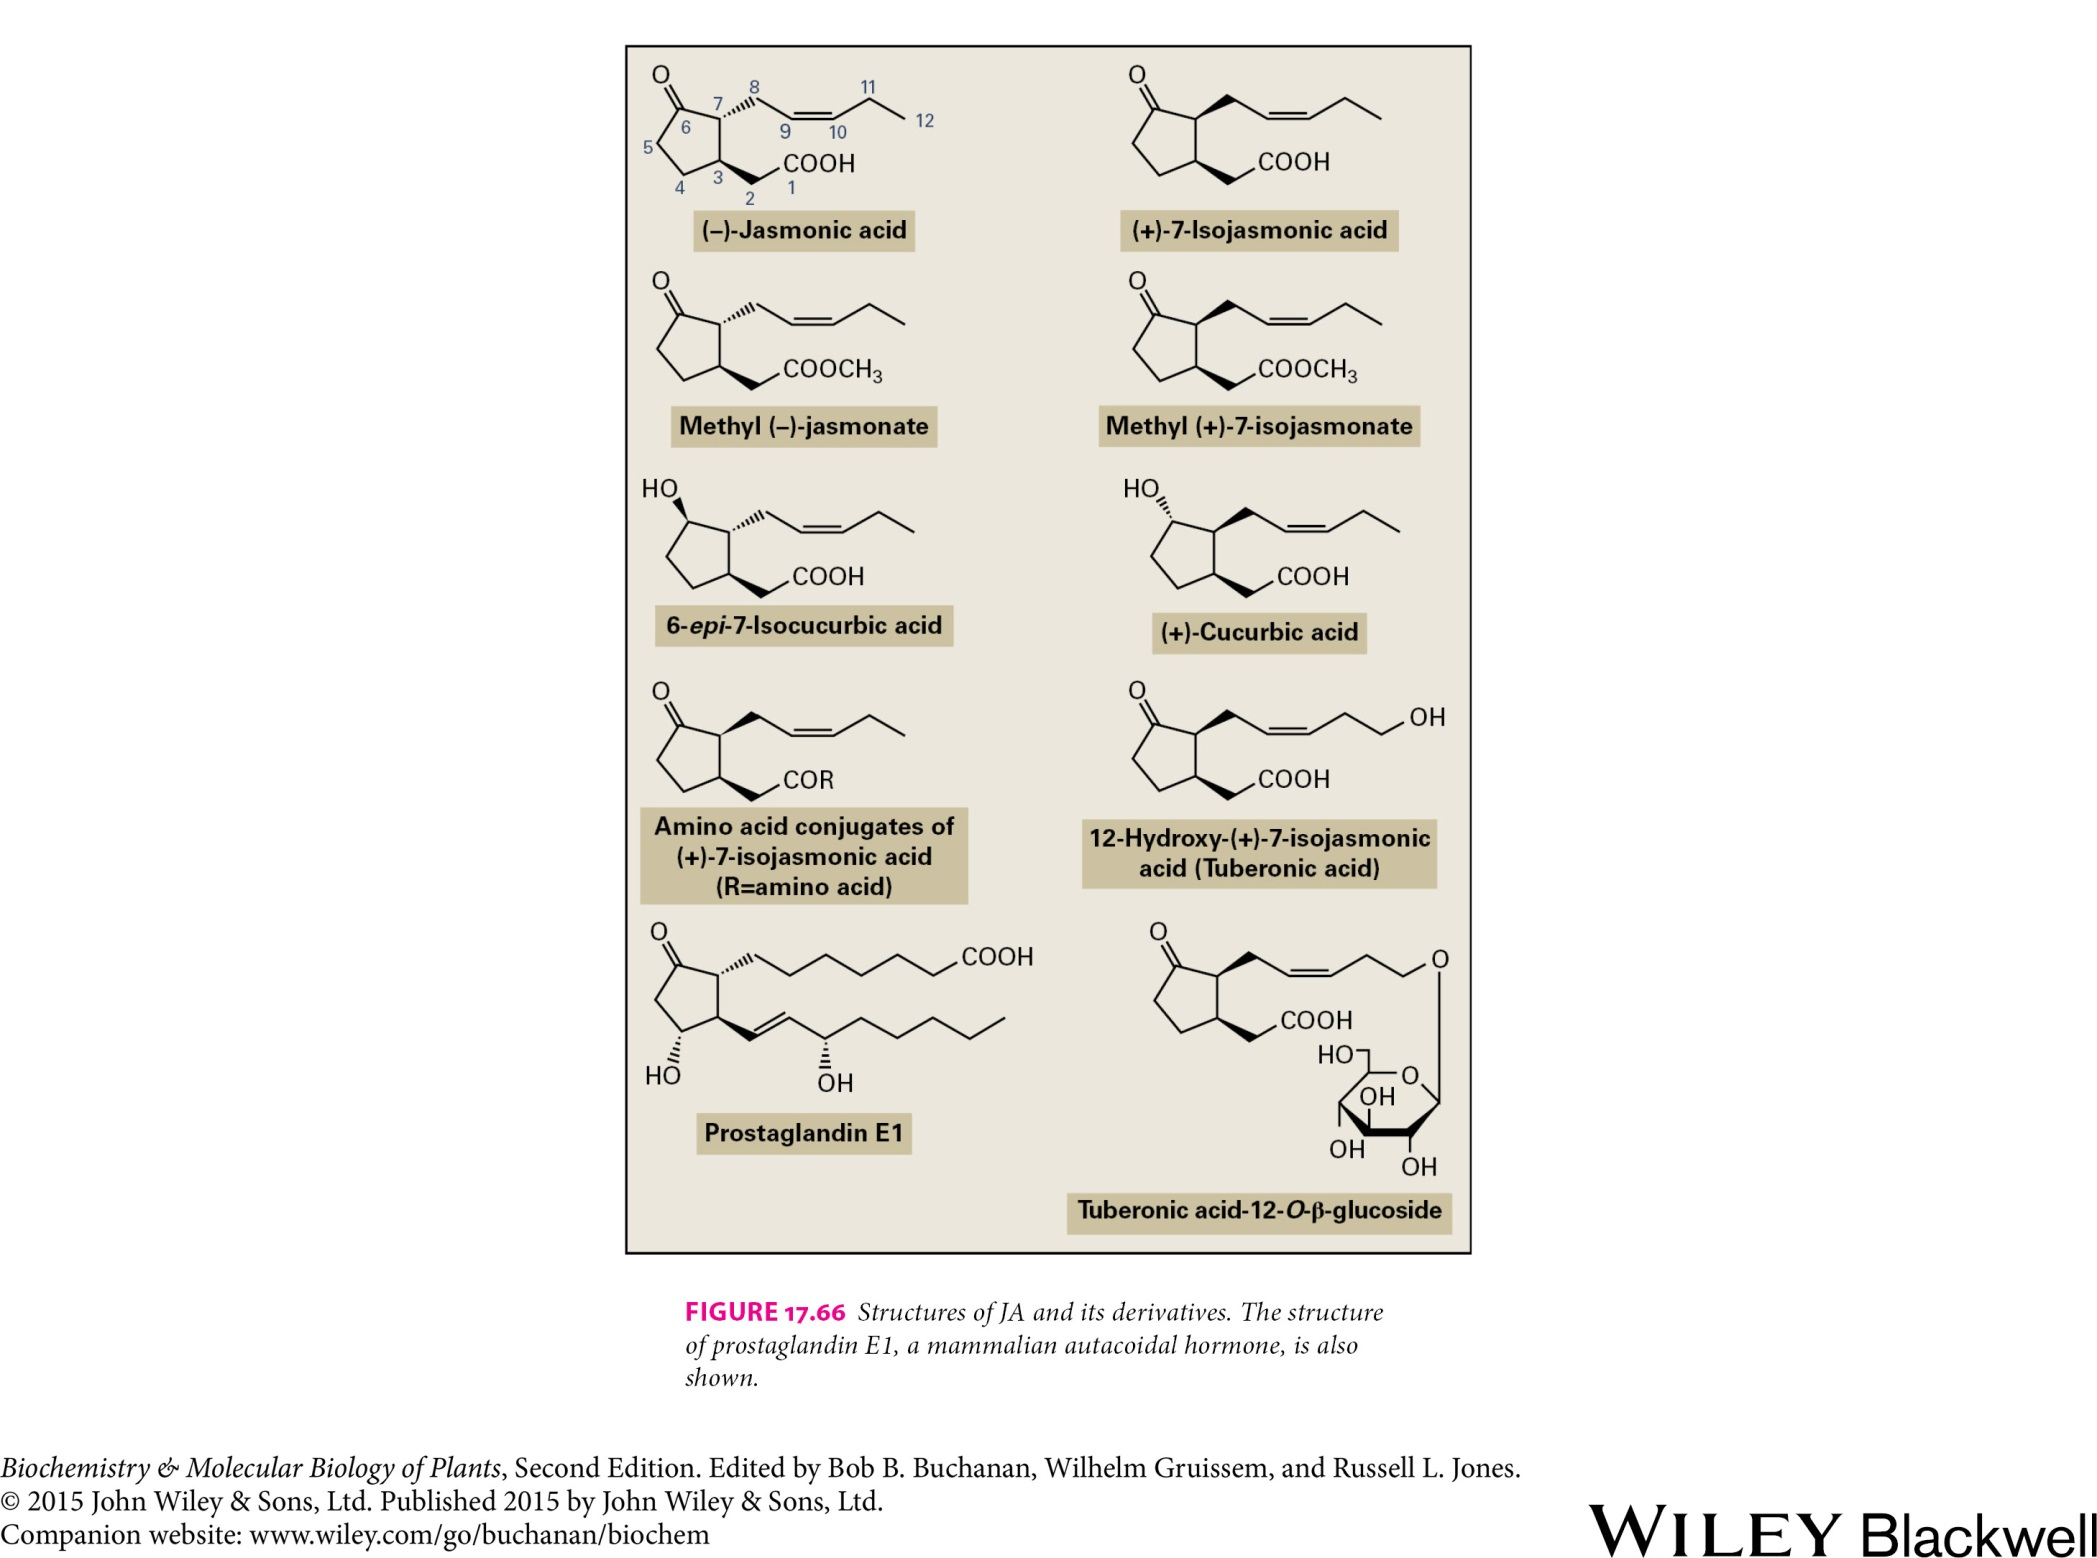 O
8
11
7
12
6
9
10
5
COOH
3
1
4
2
(–)-Jasmonic acid
O
COOH
(+)-7-Isojasmonic acid
O
COOCH3
Methyl (–)-jasmonate
O
COOCH3
Methyl (+)-7-isojasmonate
HO
COOH
6-epi-7-Isocucurbic acid
HO
COOH
(+)-Cucurbic acid
O
COR
Amino acid conjugates of
(+)-7-isojasmonic acid
(R=amino acid)
O
OH
COOH
12-Hydroxy-(+)-7-isojasmonic
acid (Tuberonic acid)
O
COOH
HO
OH
Prostaglandin E1
O
O
COOH
HO
O
OH
OH
OH
Tuberonic acid-12-O-β-glucoside
FIGURE 17.66 Structures of JA and its derivatives. The structure
of prostaglandin E1, a mammalian autacoidal hormone, is also
shown.
Biochemistry & Molecular Biology of Plants, Second Edition. Edited by Bob B. Buchanan, Wilhelm Gruissem, and Russell L. Jones.
© 2015 John Wiley & Sons, Ltd. Published 2015 by John Wiley & Sons, Ltd.
Companion website: www.wiley.com/go/buchanan/biochem
WILEY Blackwell